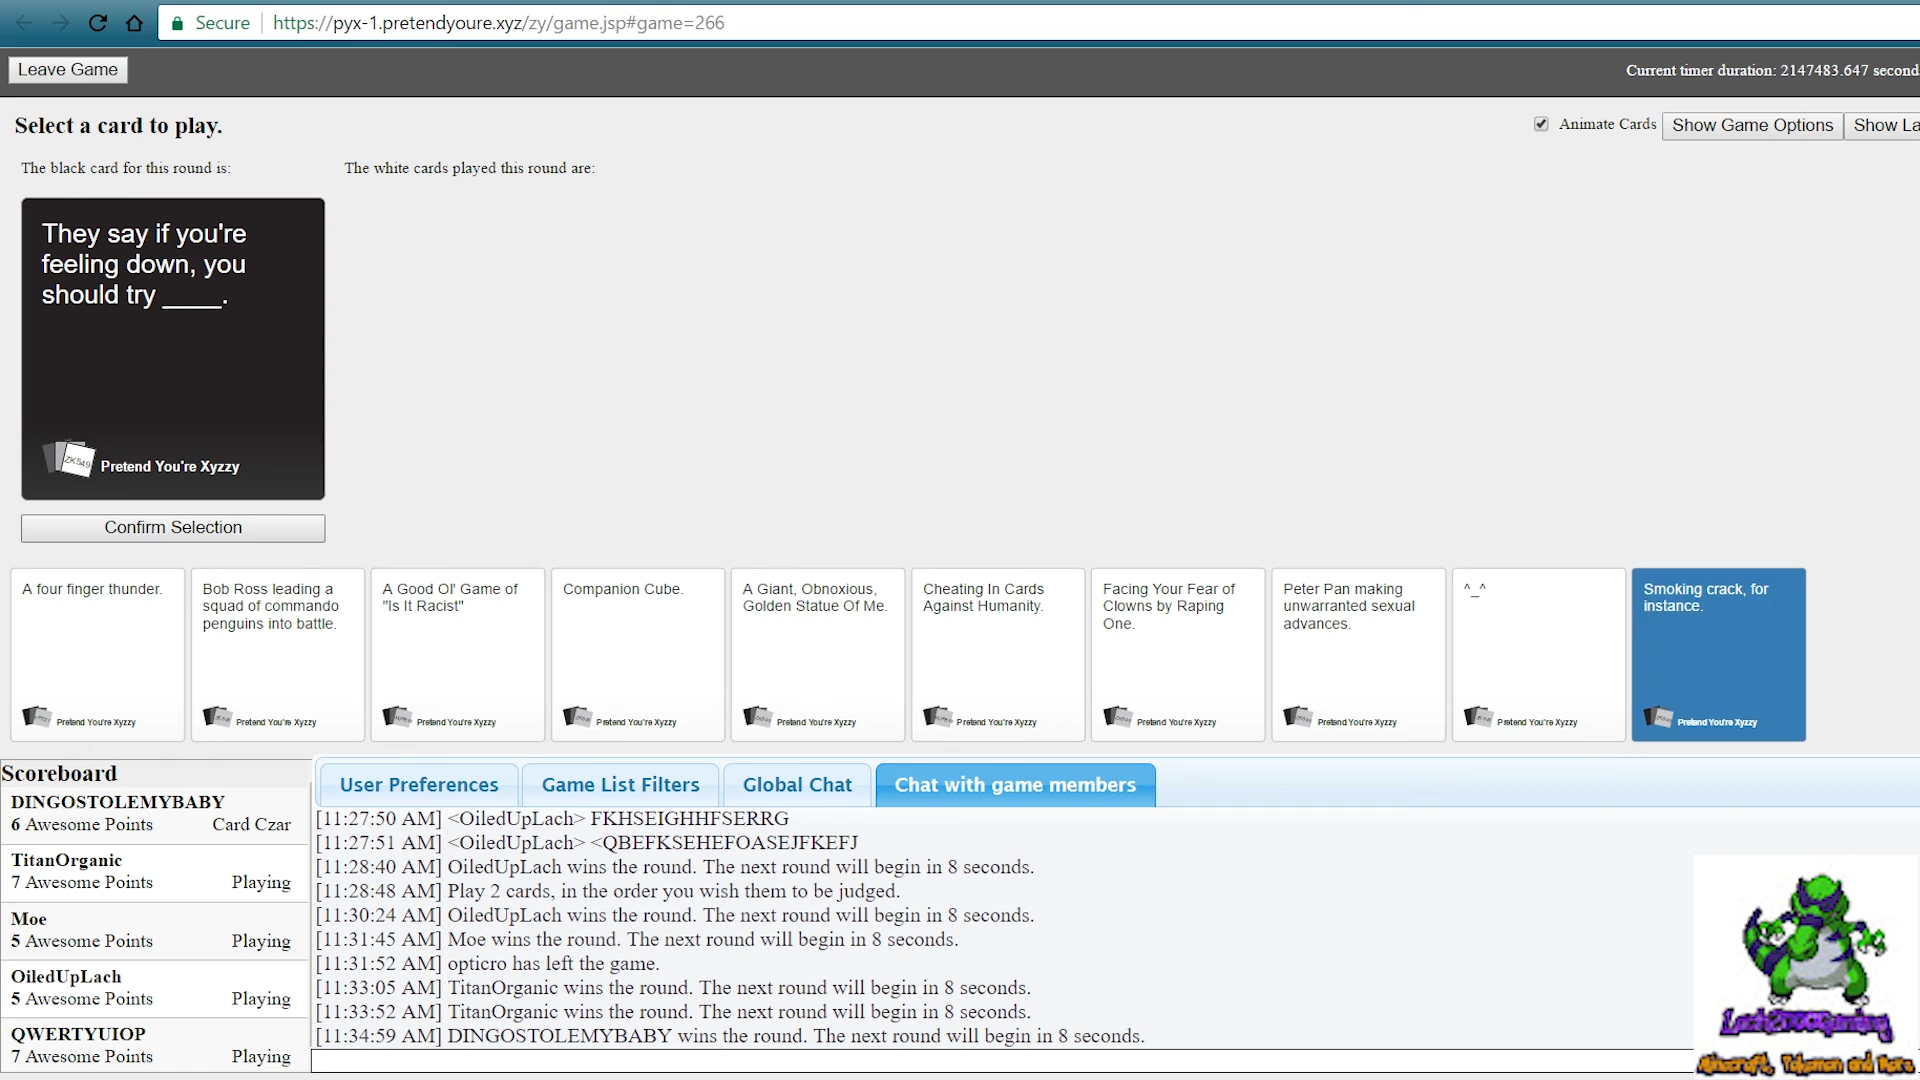 Secure https://pyx-1.pretendyoure.xyz/zy/game.jsp#game=266
Leave Game
Current timer duration: 2147483.647 second
Select a card to play.
Animate Cards
Show Game Options
Show La
The black card for this round is:
The white cards played this round are:
They say if you're
feeling down, you
should try ____.
Pretend You're Xyzzy
Confirm Selection
A four finger thunder.
Pretend You're Xyzzy
Bob Ross leading a
squad of commando
penguins into battle.
Pretend You're Xyzzy
A Good Ol' Game of
"Is It Racist"
Pretend You're Xyzzy
Companion Cube.
Pretend You're Xyzzy
A Giant, Obnoxious,
Golden Statue Of Me.
Pretend You're Xyzzy
Cheating In Cards
Against Humanity.
Pretend You're Xyzzy
Facing Your Fear of
Clowns by Raping
One.
Pretend You're Xyzzy
Peter Pan making
unwarranted sexual
advances.
Pretend You're Xyzzy
^_^
Pretend You're Xyzzy
Smoking crack, for
instance.
Pretend You're Xyzzy
Scoreboard
DINGOSTOLEMYBABY
6 Awesome Points Card Czar
TitanOrganic
7 Awesome Points Playing
Moe
5 Awesome Points Playing
OiledUpLach
5 Awesome Points Playing
QWERTYUIOP
7 Awesome Points Playing
User Preferences
Game List Filters
Global Chat
Chat with game members
[11:27:50 AM] <OiledUpLach> FKHSEIGHHFSERRG
[11:27:51 AM] <OiledUpLach> <QBEFKSEHEFOASEJFKEFJ
[11:28:40 AM] OiledUpLach wins the round. The next round will begin in 8 seconds.
[11:28:48 AM] Play 2 cards, in the order you wish them to be judged.
[11:30:24 AM] OiledUpLach wins the round. The next round will begin in 8 seconds.
[11:31:45 AM] Moe wins the round. The next round will begin in 8 seconds.
[11:31:52 AM] opticro has left the game.
[11:33:05 AM] TitanOrganic wins the round. The next round will begin in 8 seconds.
[11:33:52 AM] TitanOrganic wins the round. The next round will begin in 8 seconds.
[11:34:59 AM] DINGOSTOLEMYBABY wins the round. The next round will begin in 8 seconds.
Minecraft, Pokemon and More